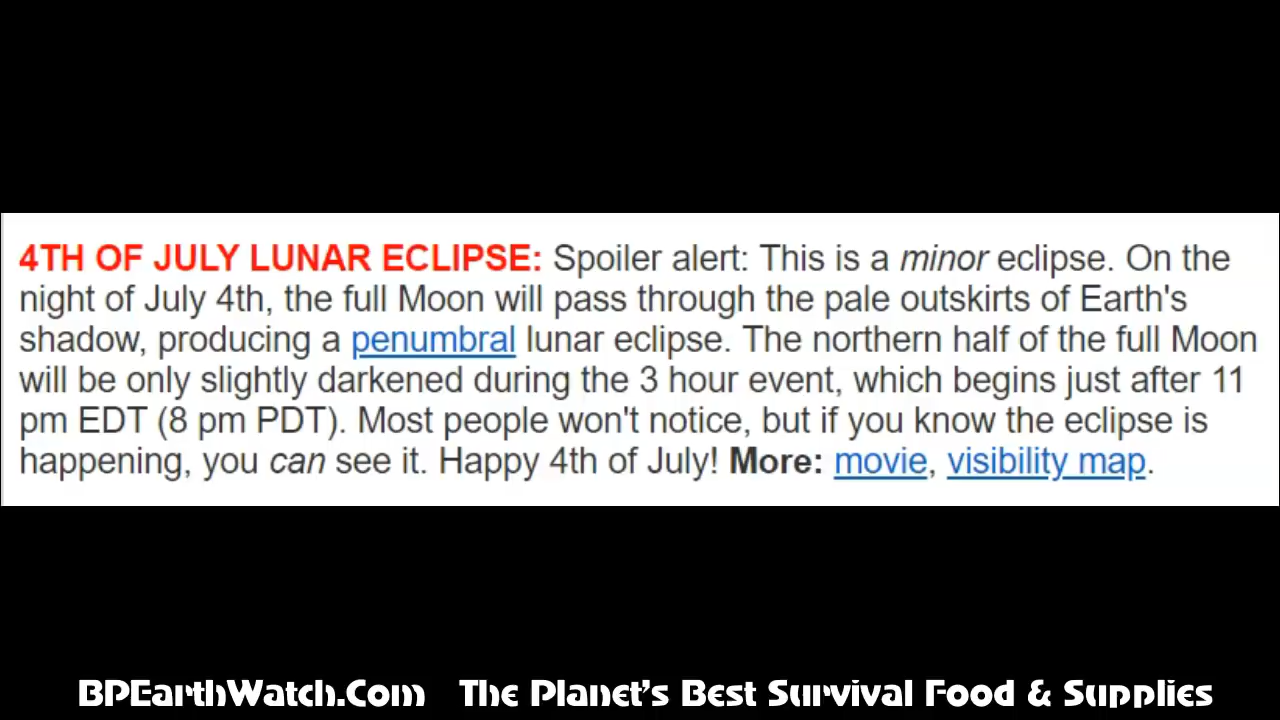 4TH OF JULY LUNAR ECLIPSE: Spoiler alert: This is a minor eclipse. On the
night of July 4th, the full Moon will pass through the pale outskirts of Earth's
shadow, producing a penumbral lunar eclipse. The northern half of the full Moon
will be only slightly darkened during the 3 hour event, which begins just after 11
pm EDT (8 pm PDT). Most people won't notice, but if you know the eclipse is
happening, you can see it. Happy 4th of July! More: movie, visibility map.
BPEarthWatch.Com The Planet's Best Survival Food & Supplies